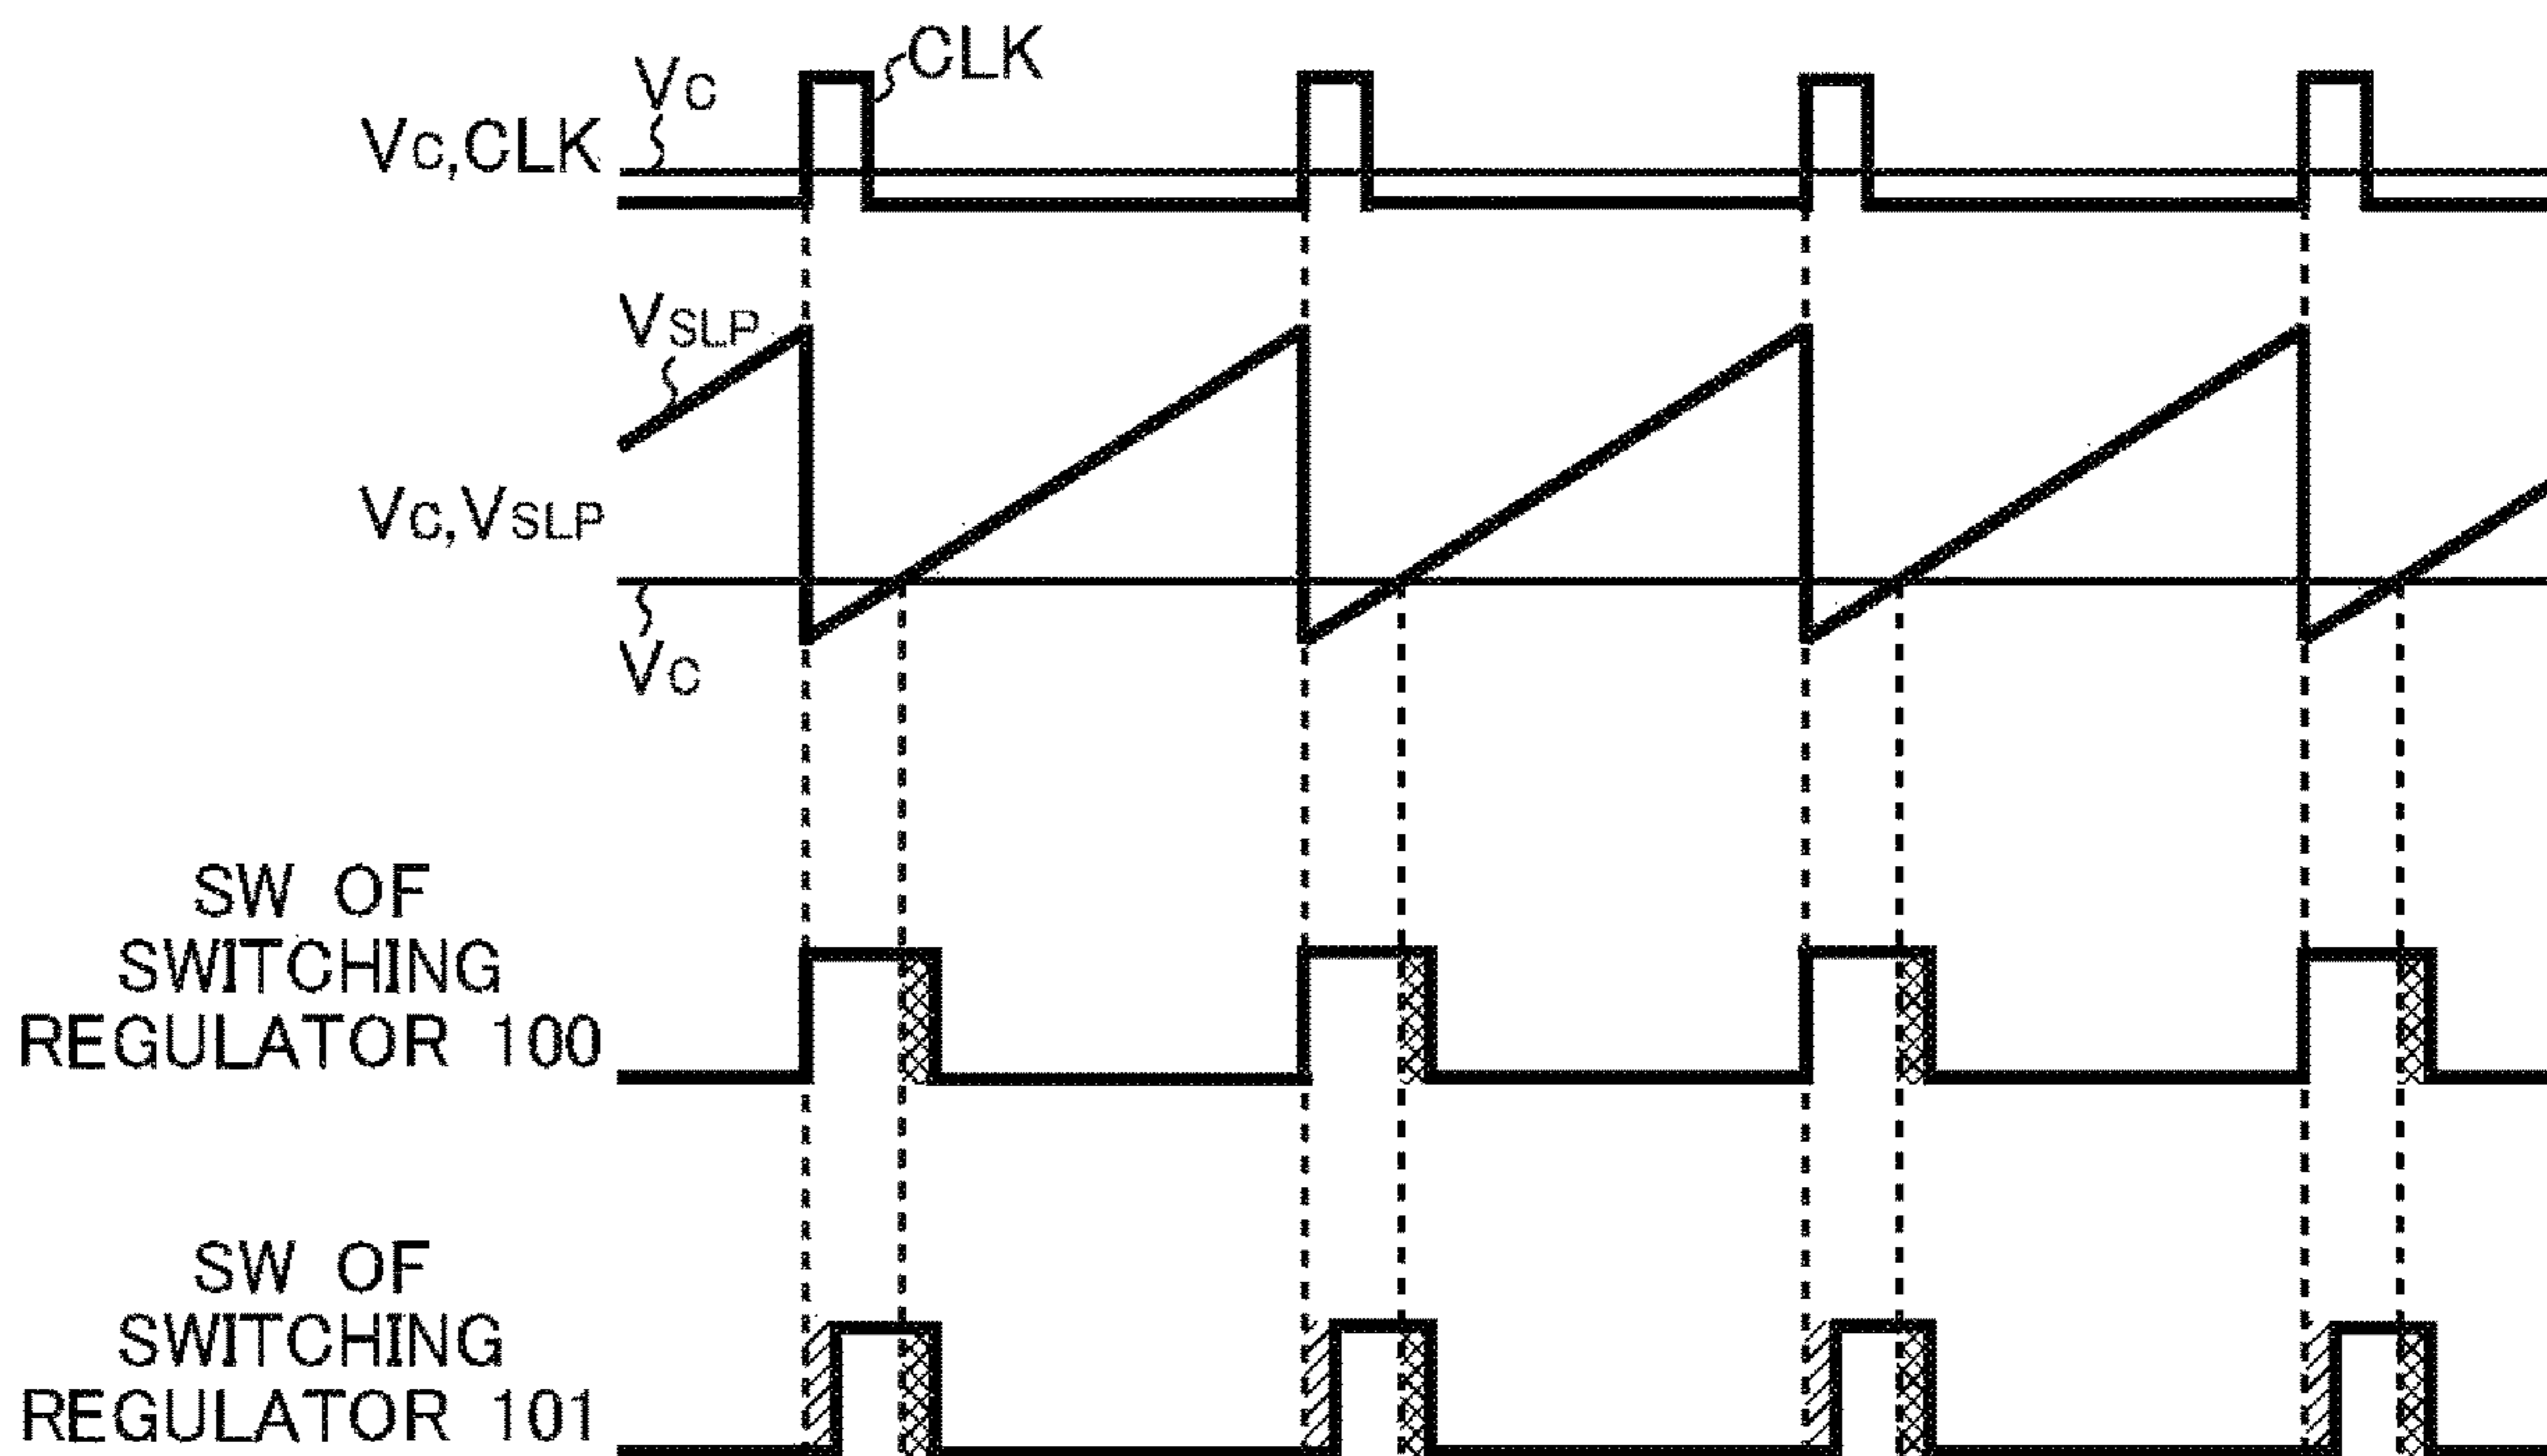 VC
CLK
VC,CLK
VSLP
VC,VSLP
VC
SW OF
SWITCHING
REGULATOR 100
SW OF
SWITCHING
REGULATOR 101